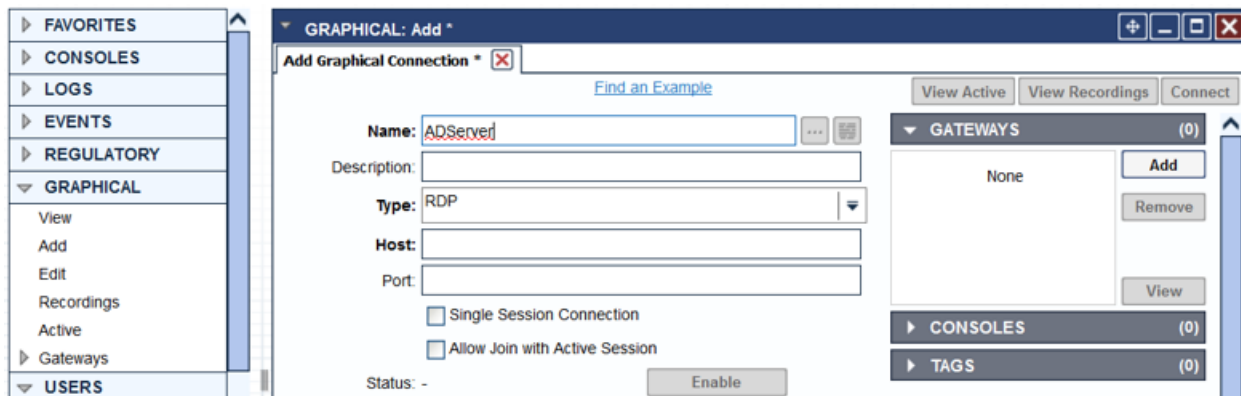 FAVORITES
CONSOLES
LOGS
EVENTS
REGULATORY
GRAPHICAL
View
Add
Edit
Recordings
Active
Gateways
USERS
GRAPHICAL: Add *
Add Graphical Connection *
Find an Example
View Active View Recordings Connect
Name: ADServer ...
Description:
Type: RDP
Host:
Port:
Single Session Connection
Allow Join with Active Session
Status: - Enable
GATEWAYS (0)
None
Add
Remove
View
CONSOLES (0)
TAGS (0)